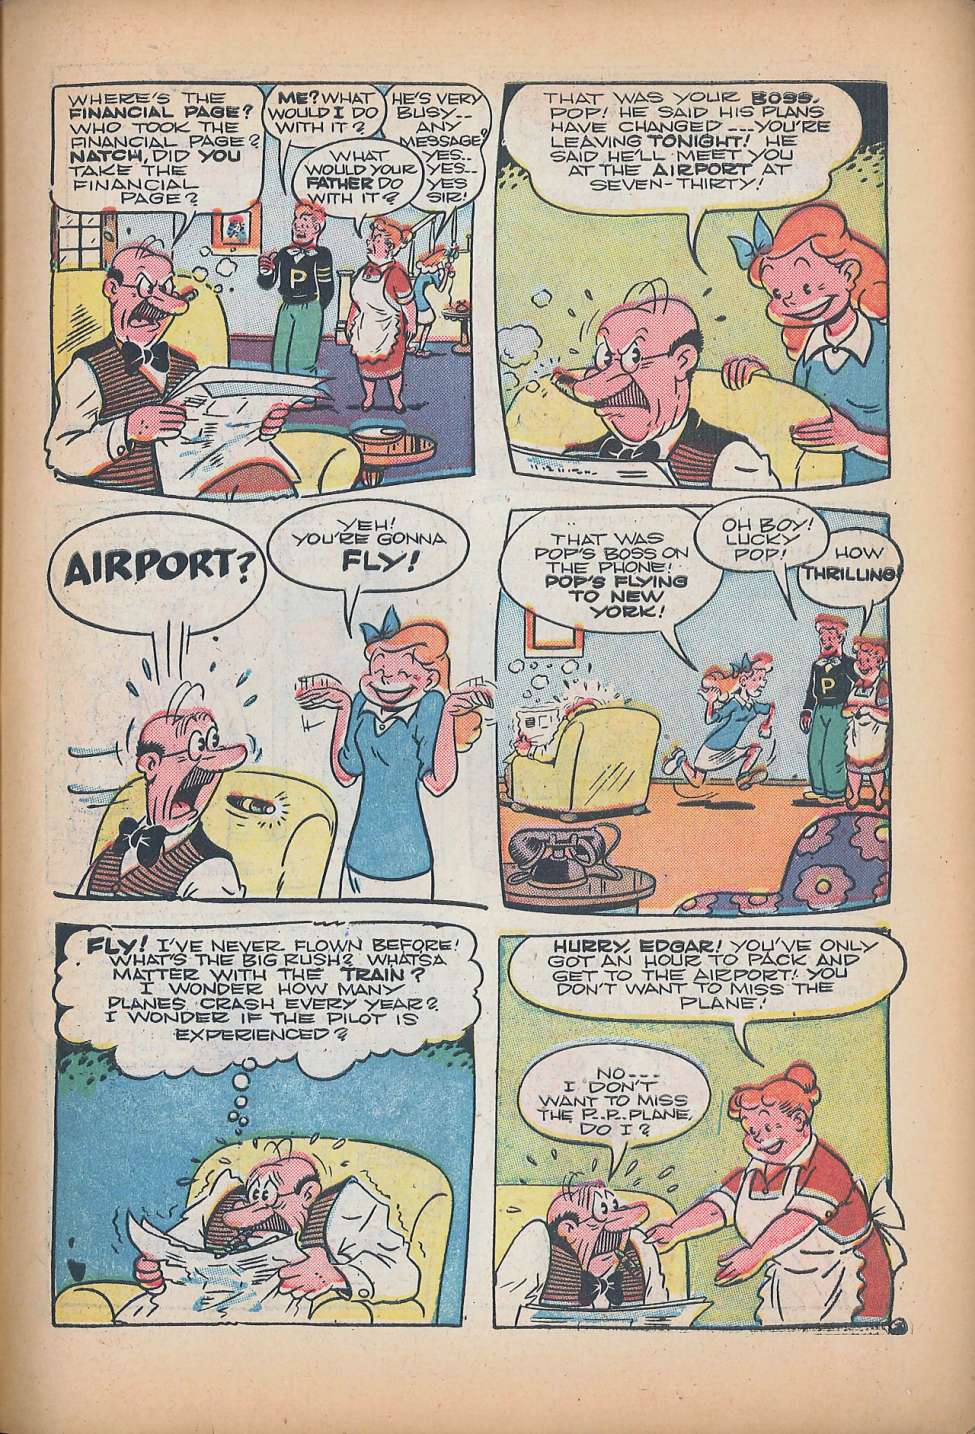 WHERE'S THE
FINANCIAL PAGE?
WHO TOOK THE
FINANCIAL PAGE?
NATCH, DID YOU
TAKE THE
FINANCIAL
PAGE?
ME? WHAT
WOULD I DO
WITH IT?
WHAT
WOULD YOUR
FATHER DO
WITH IT?
HE'S VERY
BUSY--
ANY
MESSAGE?
YES--
YES--
YES
SIR!
P
THAT WAS YOUR BOSS,
POP! HE SAID HIS PLANS
HAVE CHANGED ---YOU'RE
LEAVING TONIGHT! HE
SAID HE'LL MEET YOU
AT THE AIRPORT AT
SEVEN-THIRTY!
AIRPORT?
YEH!
YOU'RE GONNA
FLY!
THAT WAS
POP'S BOSS ON
THE PHONE!
POP'S FLYING
TO NEW
YORK!
OH BOY!
LUCKY
POP!
HOW
THRILLING!
P
FLY! I'VE NEVER FLOWN BEFORE!
WHAT'S THE BIG RUSH? WHATSA
MATTER WITH THE TRAIN?
I WONDER HOW MANY
PLANES CRASH EVERY YEAR?
I WONDER IF THE PILOT IS
EXPERIENCED?
HURRY, EDGAR! YOU'VE ONLY
GOT AN HOUR TO PACK AND
GET TO THE AIRPORT! YOU
DON'T WANT TO MISS THE
PLANE!
NO---
I DON'T
WANT TO MISS
THE P--P--PLANE,
DO I?